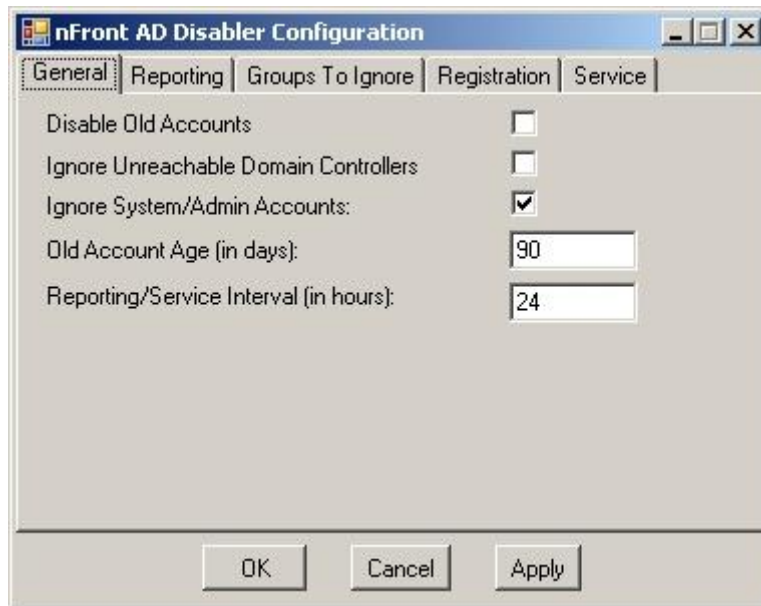 nFront AD Disabler Configuration
General Reporting Groups To Ignore Registration Service
Disable Old Accounts
Ignore Unreachable Domain Controllers
Ignore System/Admin Accounts:
Old Account Age (in days): 90
Reporting/Service Interval (in hours): 24
OK Cancel Apply